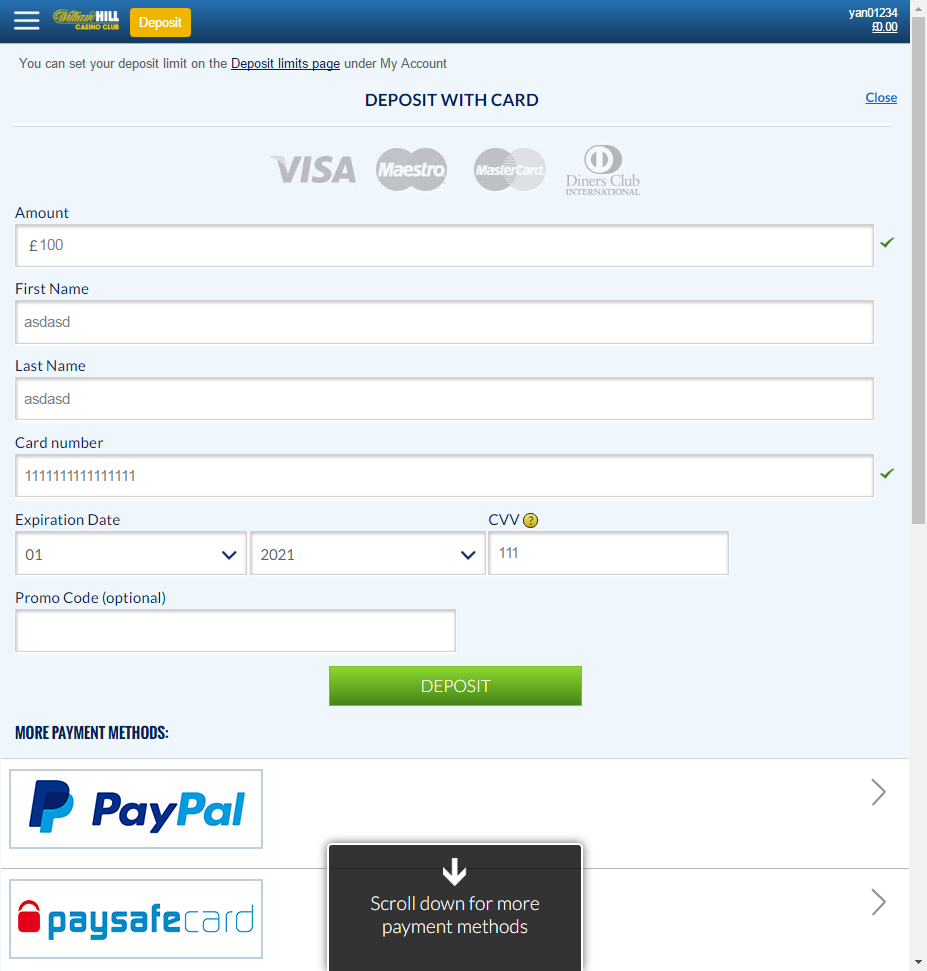 William HILL
CASINO CLUB
Deposit
yan01234
£0.00
You can set your deposit limit on the Deposit limits page under My Account
DEPOSIT WITH CARD
Close
VISA
Maestro
MasterCard
Diners Club
INTERNATIONAL
Amount
£100
First Name
asdasd
Last Name
asdasd
Card number
1111111111111111
Expiration Date
CVV ?
01
2021
111
Promo Code (optional)
DEPOSIT
MORE PAYMENT METHODS:
PayPal
paysafecard
Scroll down for more
payment methods